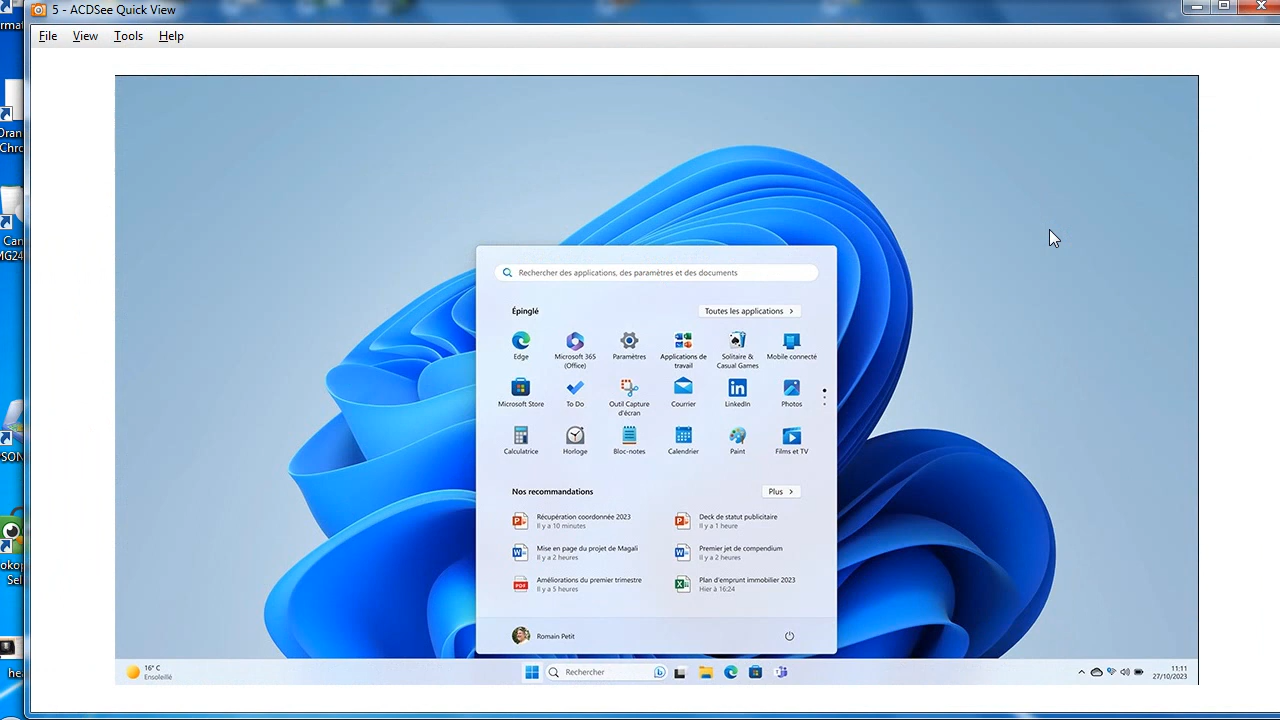 5 - ACDSee Quick View
File View Tools Help
Rechercher des applications, des paramètres et des documents
Épinglé
Toutes les applications >
Edge
Microsoft 365
(Office)
Paramètres
Applications de
travail
Solitaire &
Casual Games
Mobile connecté
Microsoft Store
To Do
Outil Capture
d'écran
Courrier
LinkedIn
Photos
Calculatrice
Horloge
Bloc-notes
Calendrier
Paint
Films et TV
Nos recommandations
Plus >
Récupération coordonnée 2023
Il y a 10 minutes
Deck de statut publicitaire
Il y a 1 heure
Mise en page du projet de Magali
Il y a 2 heures
Premier jet de compendium
Il y a 2 heures
Améliorations du premier trimestre
Il y a 5 heures
Plan d'emprunt immobilier 2023
Hier à 16:24
Romain Petit
16° C
Ensoleillé
Rechercher
11:11
27/10/2023